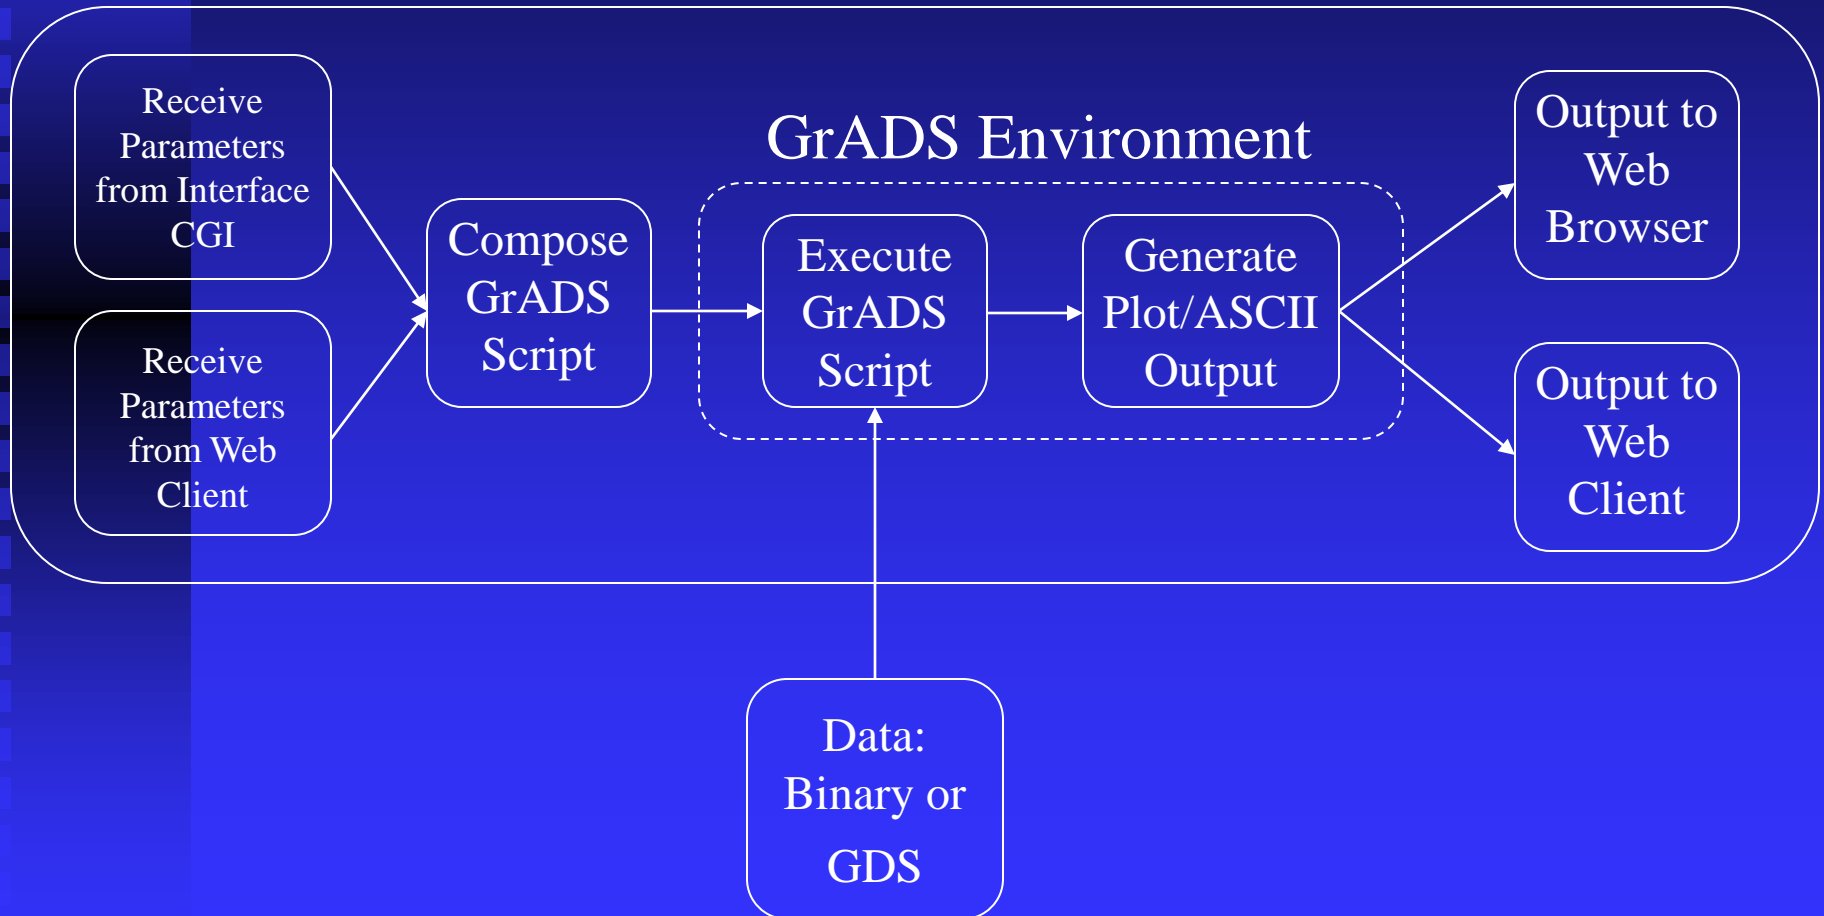 Receive
Parameters
from Interface
CGI
Receive
Parameters
from Web
Client
Compose
GrADS
Script
GrADS Environment
Execute
GrADS
Script
Generate
Plot/ASCII
Output
Output to
Web
Browser
Output to
Web
Client
Data:
Binary or
GDS